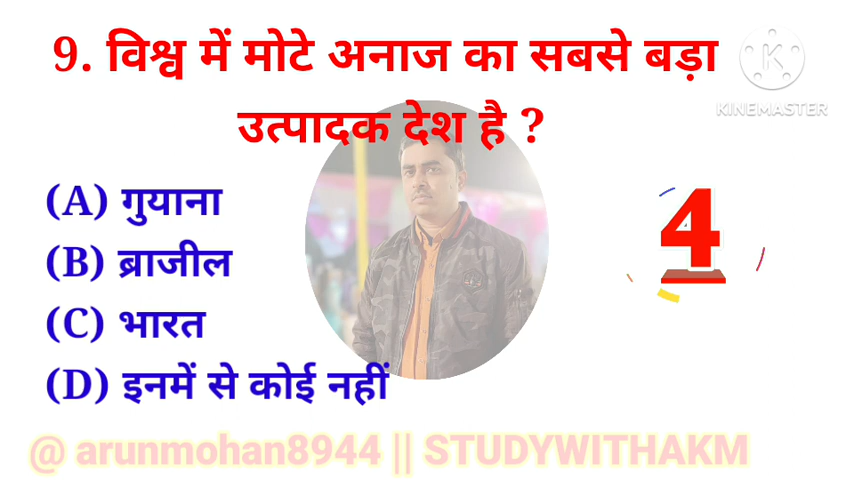 9. विश्व में मोटे अनाज का सबसे बड़ा
उत्पादक देश है ?
K
KINEMASTER
(A) गुयाना
(B) ब्राजील
(C) भारत
(D) इनमें से कोई नहीं
4
@ arunmohan8944 || STUDYWITHAKM